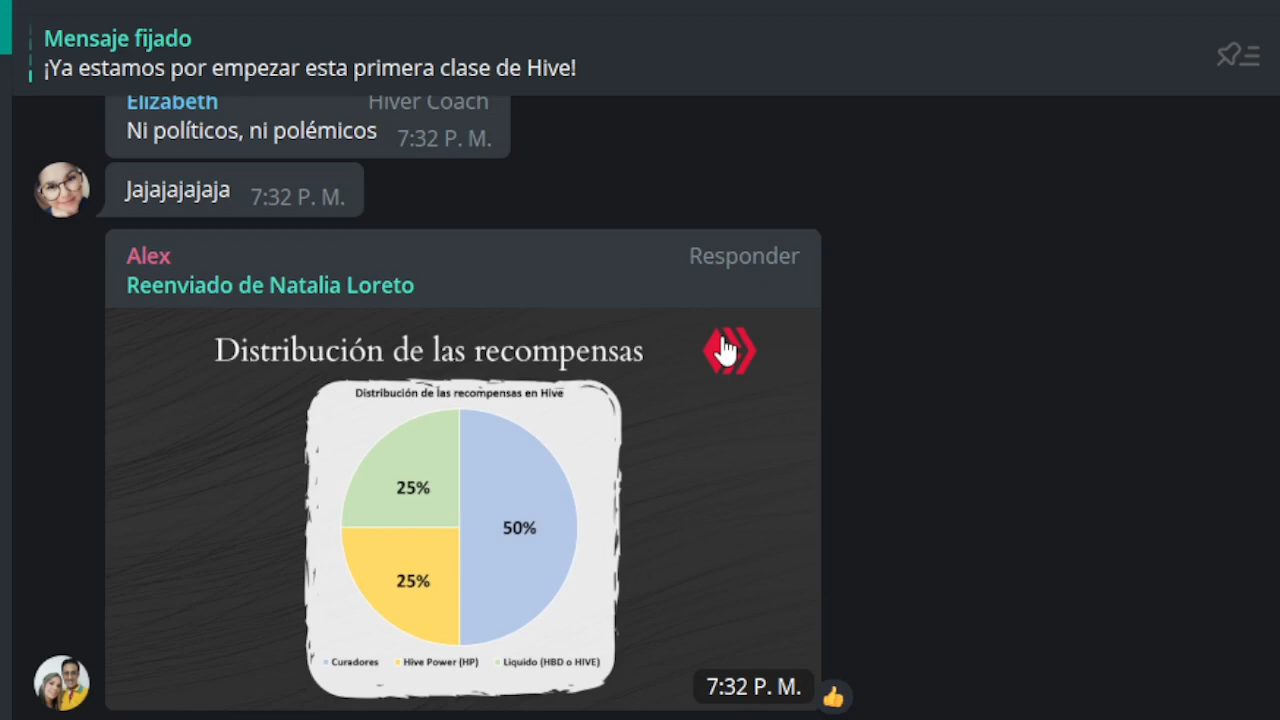 Mensaje fijado
¡Ya estamos por empezar esta primera clase de Hive!
Elizabeth Hiver Coach
Ni políticos, ni polémicos 7:32 P. M.
Jajajajajaja 7:32 P. M.
Alex Responder
Reenviado de Natalia Loreto
Distribución de las recompensas
Distribución de las recompensas en Hive
25%
50%
25%
Curadores Hive Power (HP) Liquido (HBD o HIVE)
7:32 P. M.